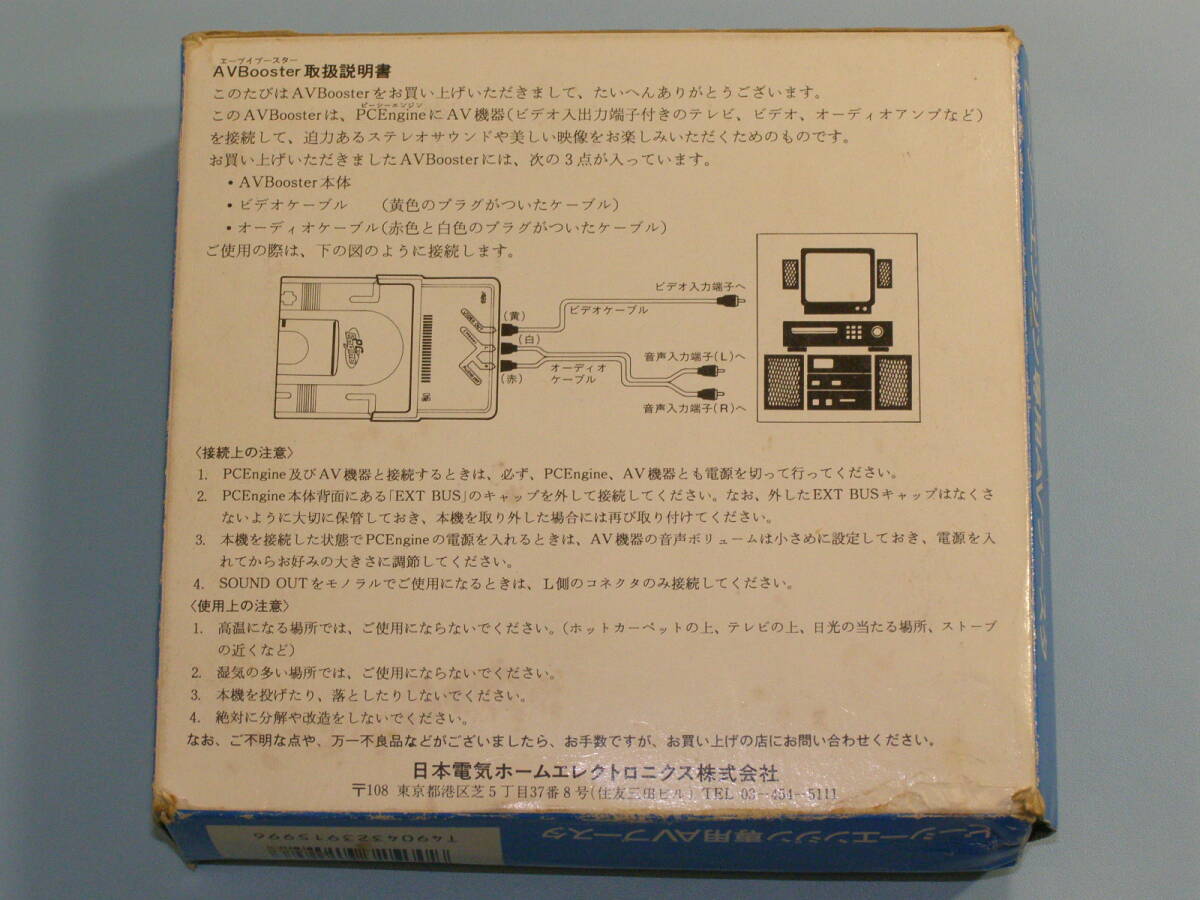 エーブイブースター
AVBooster取扱説明書
このたびはAVBoosterをお買い上げいただきまして、たいへんありがとうございます。
ピーシーエンジン
このAVBoosterは、PCEngineにAV機器(ビデオ入出力端子付きのテレビ、ビデオ、オーディオアンプなど)
を接続して、迫力あるステレオサウンドや美しい映像をお楽しみいただくためのものです。
お買い上げいただきましたAVBoosterには、次の3点が入っています。
・AVBooster本体
・ビデオケーブル (黄色のプラグがついたケーブル)
・オーディオケーブル(赤色と白色のプラグがついたケーブル)
ご使用の際は、下の図のように接続します。
ビデオ入力端子へ
(黄)
ビデオケーブル
(白)
音声入力端子(L)へ
オーディオ
ケーブル
(赤)
音声入力端子(R)へ
PC Engine
〈接続上の注意〉
1. PCEngine及びAV機器と接続するときは、必ず、PCEngine、AV機器とも電源を切って行ってください。
2. PCEngine本体背面にある「EXT BUS」のキャップを外して接続してください。なお、外したEXT BUSキャップはなくさ
ないように大切に保管しておき、本機を取り外した場合には再び取り付けてください。
3. 本機を接続した状態でPCEngineの電源を入れるときは、AV機器の音声ボリュームは小さめに設定しておき、電源を入
れてからお好みの大きさに調節してください。
4. SOUND OUTをモノラルでご使用になるときは、L側のコネクタのみ接続してください。
〈使用上の注意〉
1. 高温になる場所では、ご使用にならないでください。(ホットカーペットの上、テレビの上、日光の当たる場所、ストーブ
の近くなど)
2. 湿気の多い場所では、ご使用にならないでください。
3. 本機を投げたり、落としたりしないでください。
4. 絶対に分解や改造をしないでください。
なお、ご不明な点や、万一不良品などがございましたら、お手数ですが、お買い上げの店にお問い合わせください。
日本電気ホームエレクトロニクス株式会社
〒108 東京都港区芝5丁目37番8号(住友三田ビル) TEL 03-454-5111
ピーシーエンジン専用AVブースタ
T4904323915996